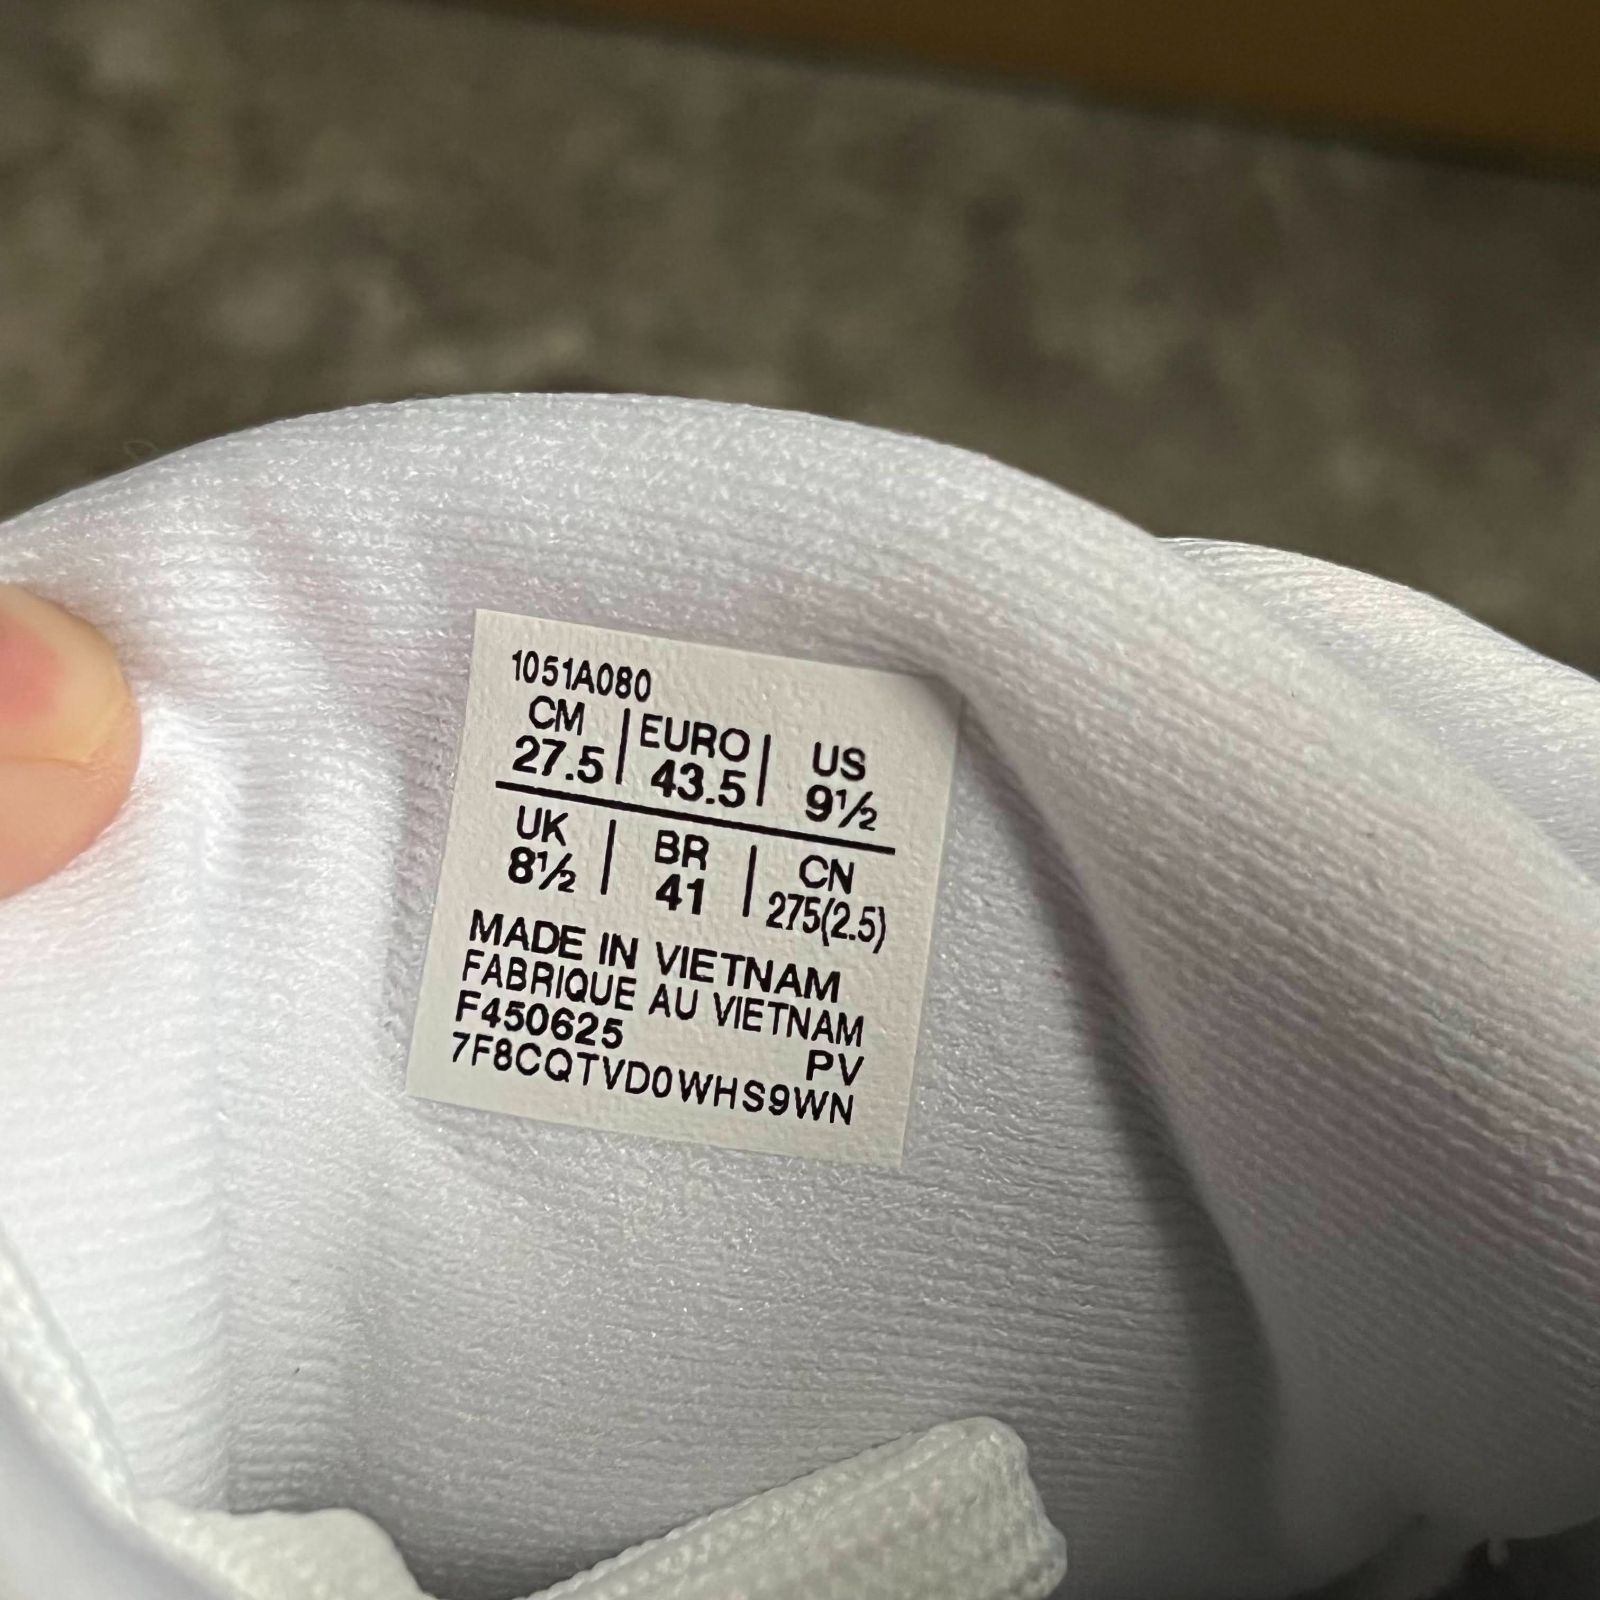 1051A080
CM | EURO | US
27.5 | 43.5 | 9½
UK | BR | CN
8½ | 41 | 275(2.5)
MADE IN VIETNAM
FABRIQUE AU VIETNAM
F450625 PV
7F8CQTVD0WHS9WN